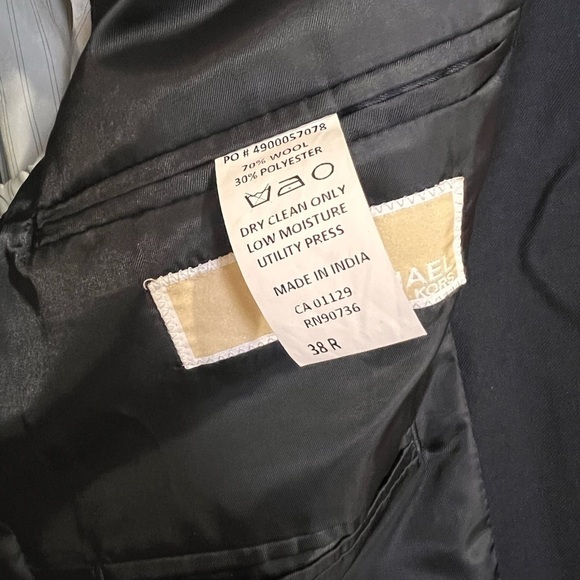 PO # 4900057078
70% WOOL
30% POLYESTER
DRY CLEAN ONLY
LOW MOISTURE
UTILITY PRESS
MADE IN INDIA
CA 01129
RN90736
38 R
HAEL
KORS